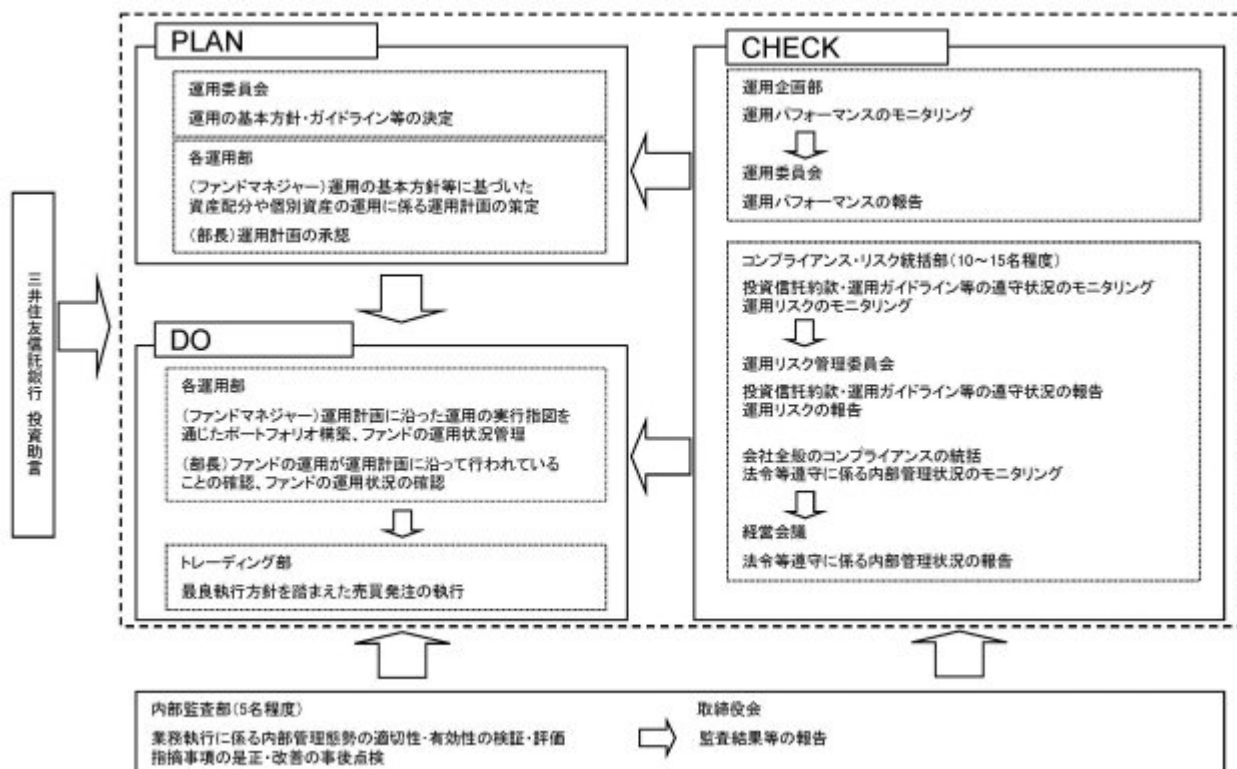 三井住友信託銀行 投資助言
PLAN
運用委員会
運用の基本方針・ガイドライン等の決定
各運用部
(ファンドマネジャー)運用の基本方針等に基づいた
資産配分や個別資産の運用に係る運用計画の策定
(部長)運用計画の承認
DO
各運用部
(ファンドマネジャー)運用計画に沿った運用の実行指図を
通じたポートフォリオ構築、ファンドの運用状況管理
(部長)ファンドの運用が運用計画に沿って行われている
ことの確認、ファンドの運用状況の確認
トレーディング部
最良執行方針を踏まえた売買発注の執行
CHECK
運用企画部
運用パフォーマンスのモニタリング
運用委員会
運用パフォーマンスの報告
コンプライアンス・リスク統括部(10～15名程度)
投資信託約款・運用ガイドライン等の遵守状況のモニタリング
運用リスクのモニタリング
運用リスク管理委員会
投資信託約款・運用ガイドライン等の遵守状況の報告
運用リスクの報告
会社全般のコンプライアンスの統括
法令等遵守に係る内部管理状況のモニタリング
経営会議
法令等遵守に係る内部管理状況の報告
内部監査部(5名程度)
業務執行に係る内部管理態勢の適切性・有効性の検証・評価
指摘事項の是正・改善の事後点検
取締役会
監査結果等の報告